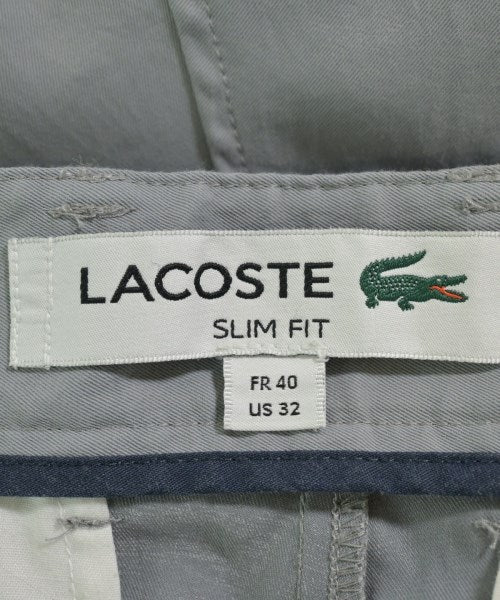 LACOSTE
SLIM FIT
FR 40
US 32